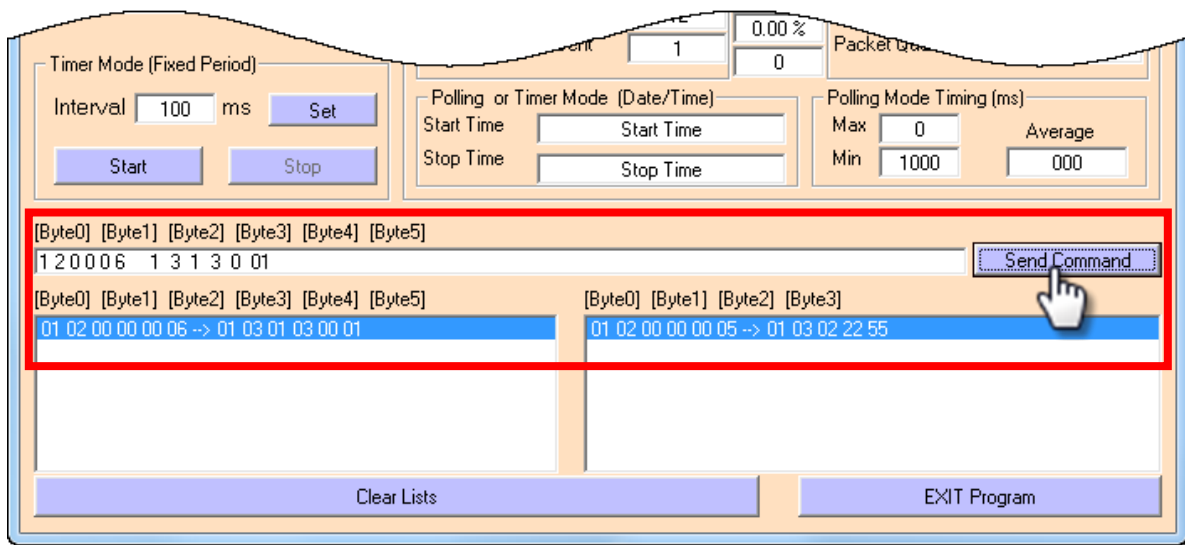 0.00 %
1
Packet
0
Timer Mode (Fixed Period)
Interval 100 ms Set
Start Stop
Polling or Timer Mode (Date/Time)
Start Time Start Time
Stop Time Stop Time
Polling Mode Timing (ms)
Max 0 Average
Min 1000 000
[Byte0] [Byte1] [Byte2] [Byte3] [Byte4] [Byte5]
1 2 0 0 0 6 1 3 1 3 0 01 Send Command
[Byte0] [Byte1] [Byte2] [Byte3] [Byte4] [Byte5]
01 02 00 00 00 06 --> 01 03 01 03 00 01
[Byte0] [Byte1] [Byte2] [Byte3]
01 02 00 00 00 05 --> 01 03 02 22 55
Clear Lists EXIT Program